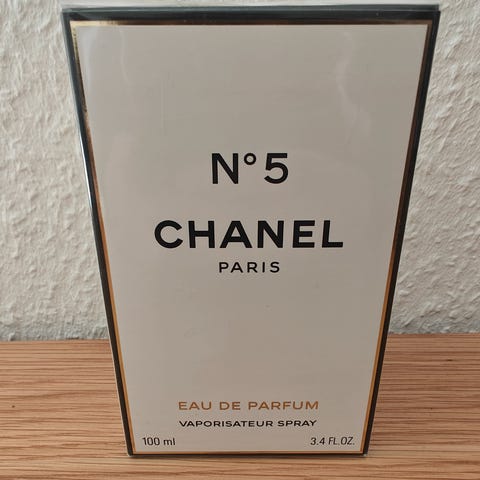 N°5
CHANEL
PARIS
EAU DE PARFUM
VAPORISATEUR SPRAY
100 ml 3.4 FL.OZ.